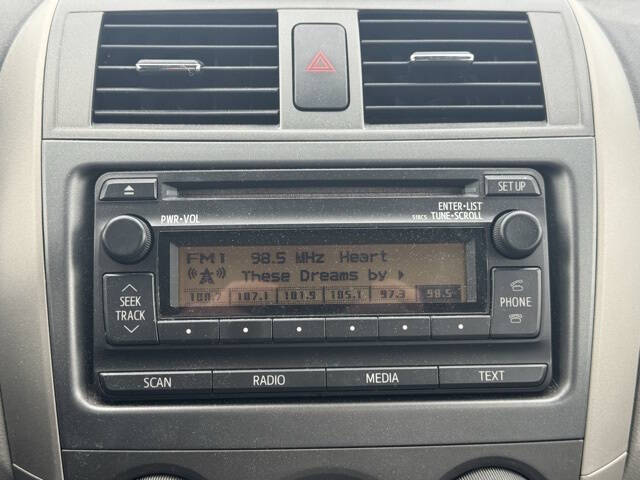 SET UP
PWR•VOL
ENTER•LIST
51BC5 TUNE•SCROLL
FM1 98.5 MHz Heart
These Dreams by
SEEK
TRACK
PHONE
100.7 107.1 101.9 105.1 97.3 98.5
SCAN RADIO MEDIA TEXT